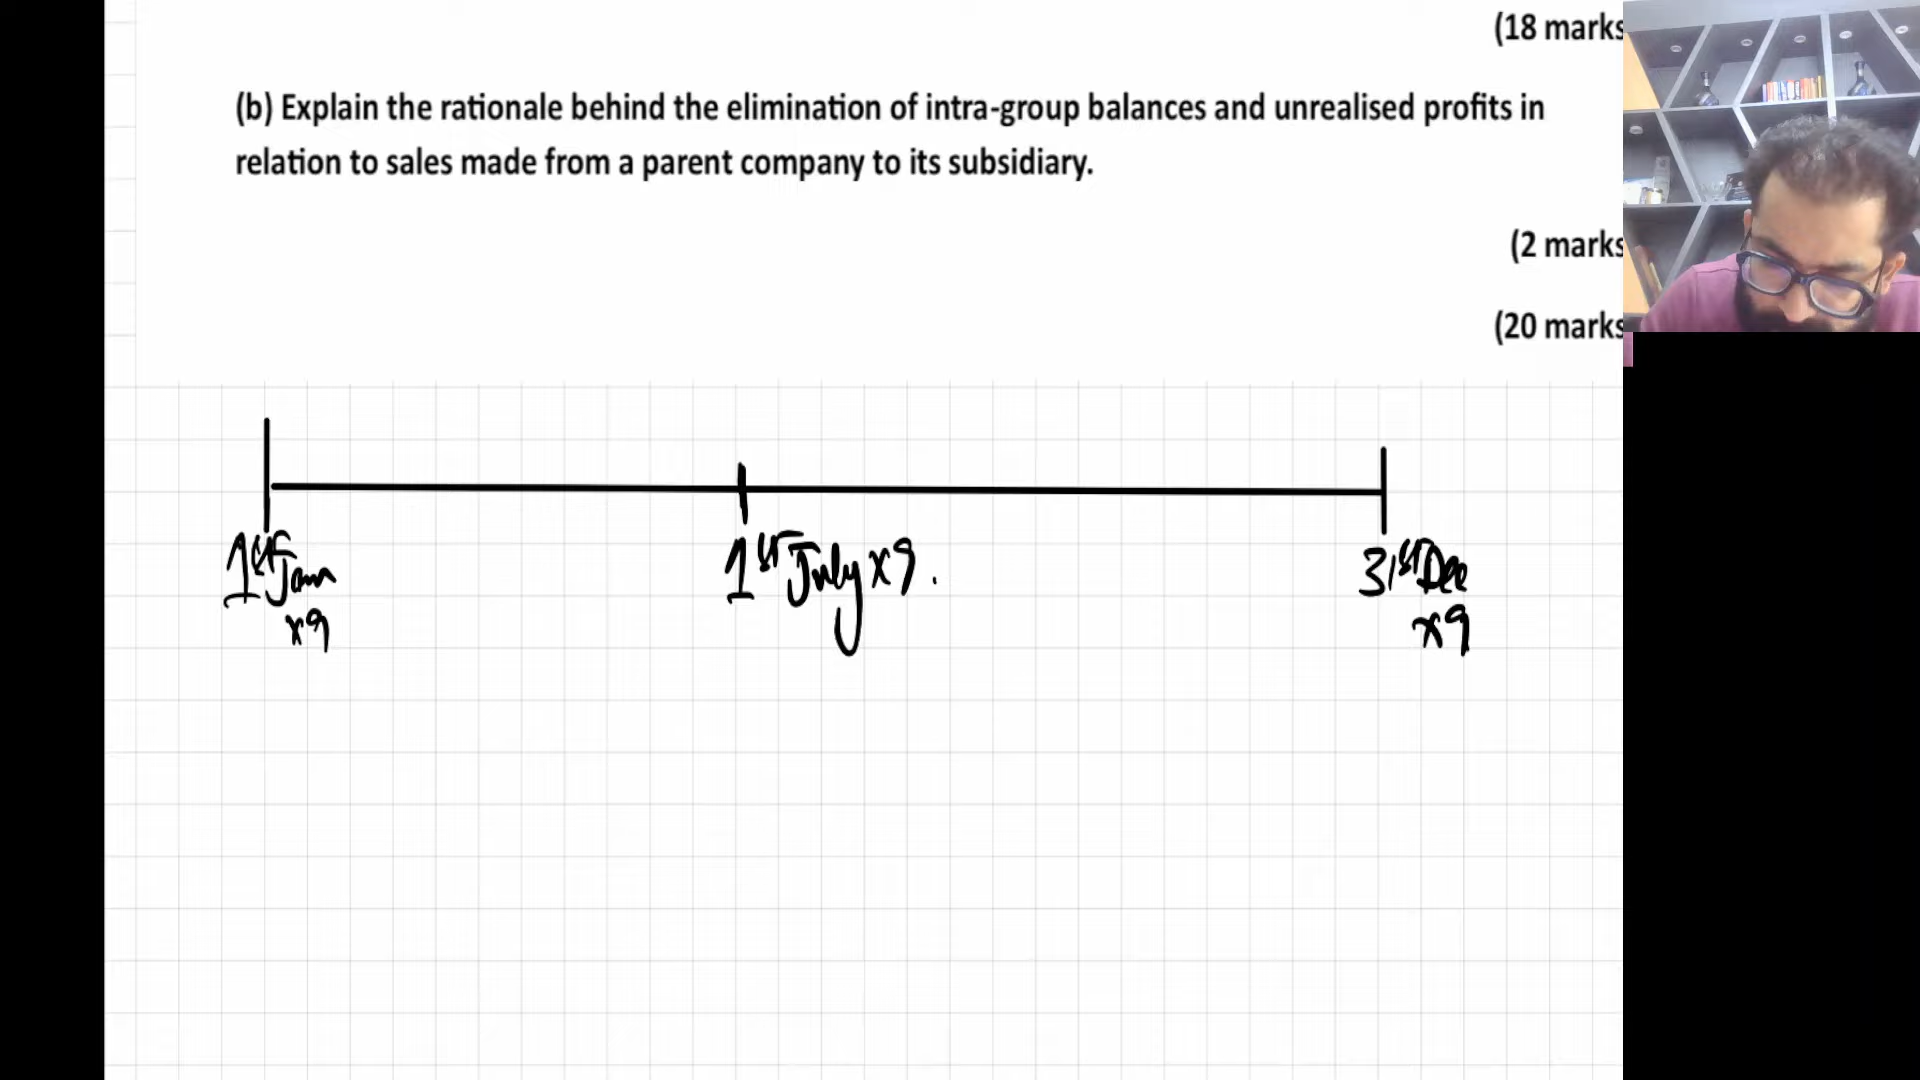 (18 marks
(b) Explain the rationale behind the elimination of intra-group balances and unrealised profits in
relation to sales made from a parent company to its subsidiary.
(2 marks
(20 marks
1st Jan
x9
1st July x9.
31st Dec
x9